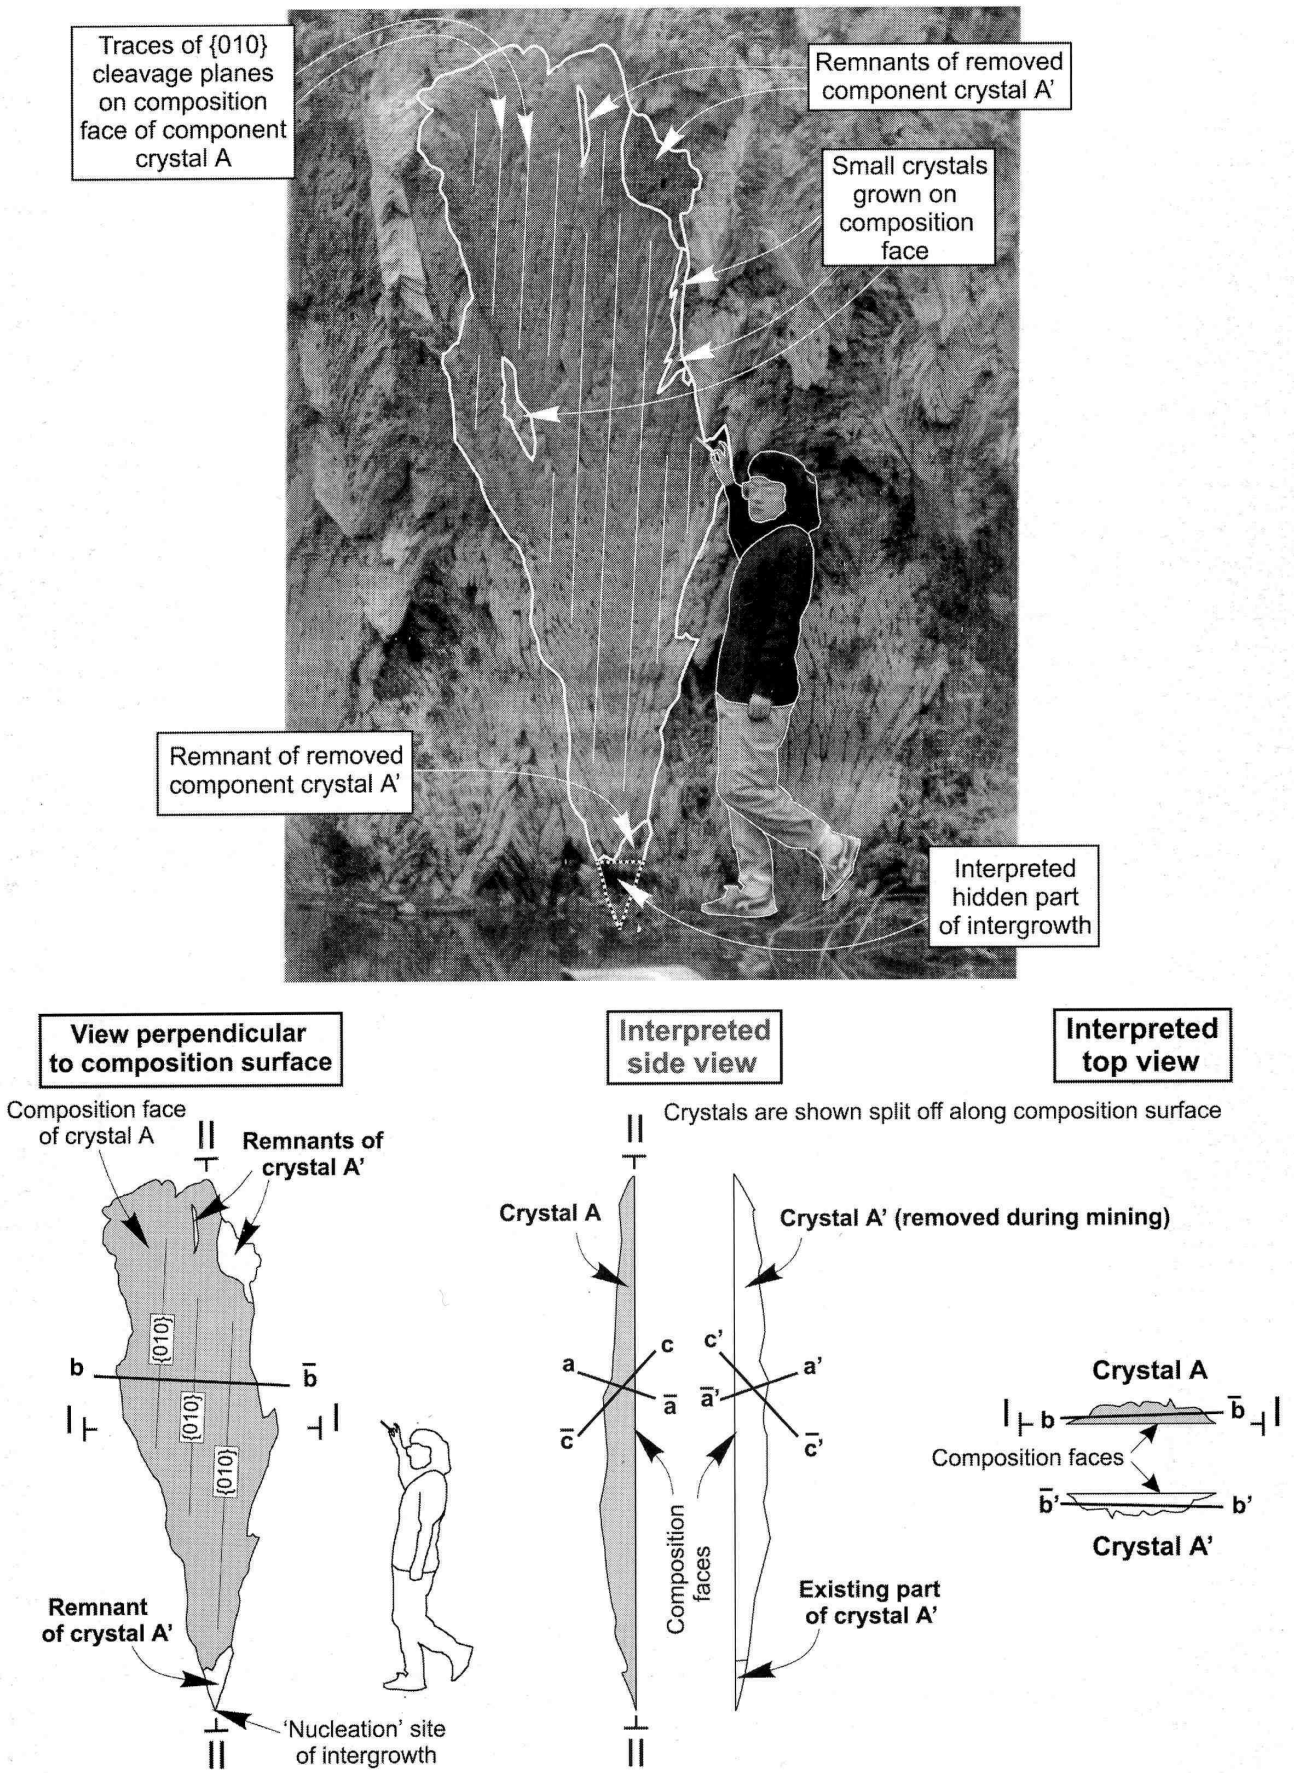 Traces of {010}
cleavage planes
on composition
face of component
crystal A
Remnants of removed
component crystal A'
Small crystals
grown on
composition
face
Remnant of removed
component crystal A'
Interpreted
hidden part
of intergrowth
View perpendicular
to composition surface
Interpreted
side view
Interpreted
top view
Composition face
of crystal A
II
Remnants of
crystal A'
{010}
{010}
{010}
b
b̄
I
I
Remnant
of crystal A'
'Nucleation' site
of intergrowth
II
II
Crystals are shown split off along composition surface
Crystal A
Crystal A' (removed during mining)
a
c
ā
c̄
c'
a'
ā'
c̄'
Composition
faces
Existing part
of crystal A'
II
Crystal A
I
b
b̄
I
Composition faces
b̄'
b'
Crystal A'